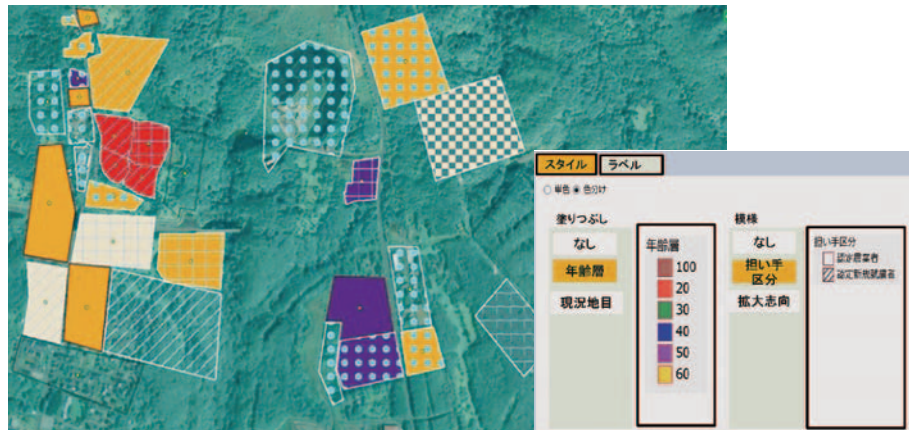 スタイル ラベル
単色 色分け
塗りつぶし
なし
年齢層
現況地目
年齢層
100
20
30
40
50
60
模様
なし
担い手
区分
拡大志向
担い手区分
認定農業者
認定新規就農者